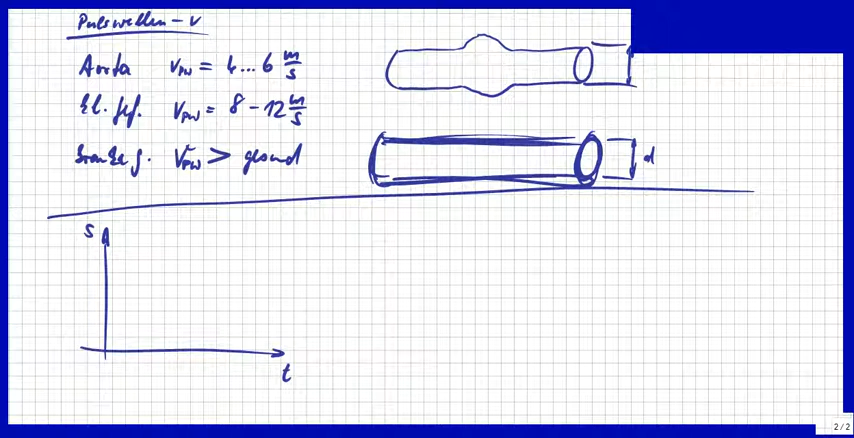 Pulswellen-v
Aorta v_PW = 4...6 m/s
El. gef. v_PW = 8 - 12 m/s
v_PW > gesund
d
s
t
2 / 2